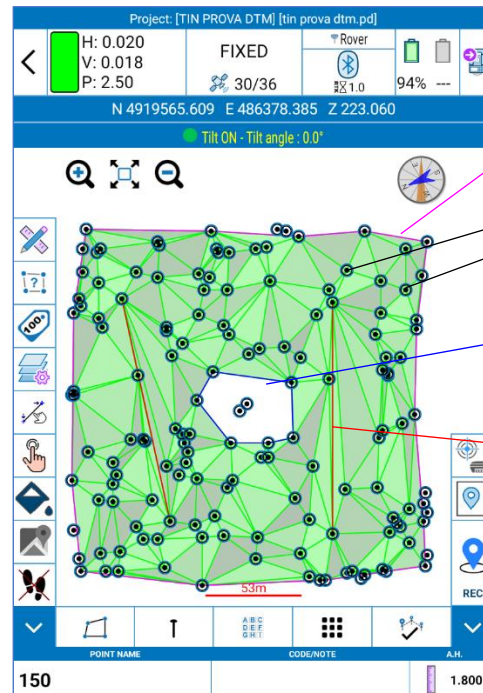 Project: [TIN PROVA DTM] [tin prova dtm.pd]
H: 0.020
V: 0.018
P: 2.50
FIXED
30/36
Rover
1.0
94%
---
N 4919565.609 E 486378.385 Z 223.060
Tilt ON - Tilt angle : 0.0°
100°
53m
REC
A B C
D E F
G H I
POINT NAME
CODE/NOTE
A.H.
150
1.800